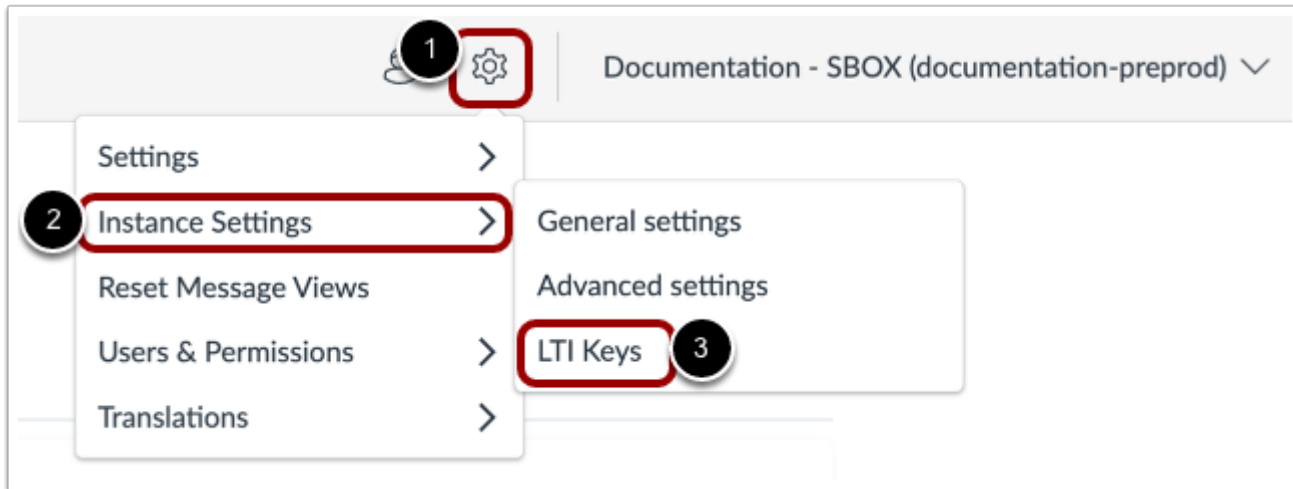 1
Documentation - SBOX (documentation-preprod)
Settings
2
Instance Settings
General settings
Reset Message Views
Advanced settings
Users & Permissions
LTI Keys
3
Translations